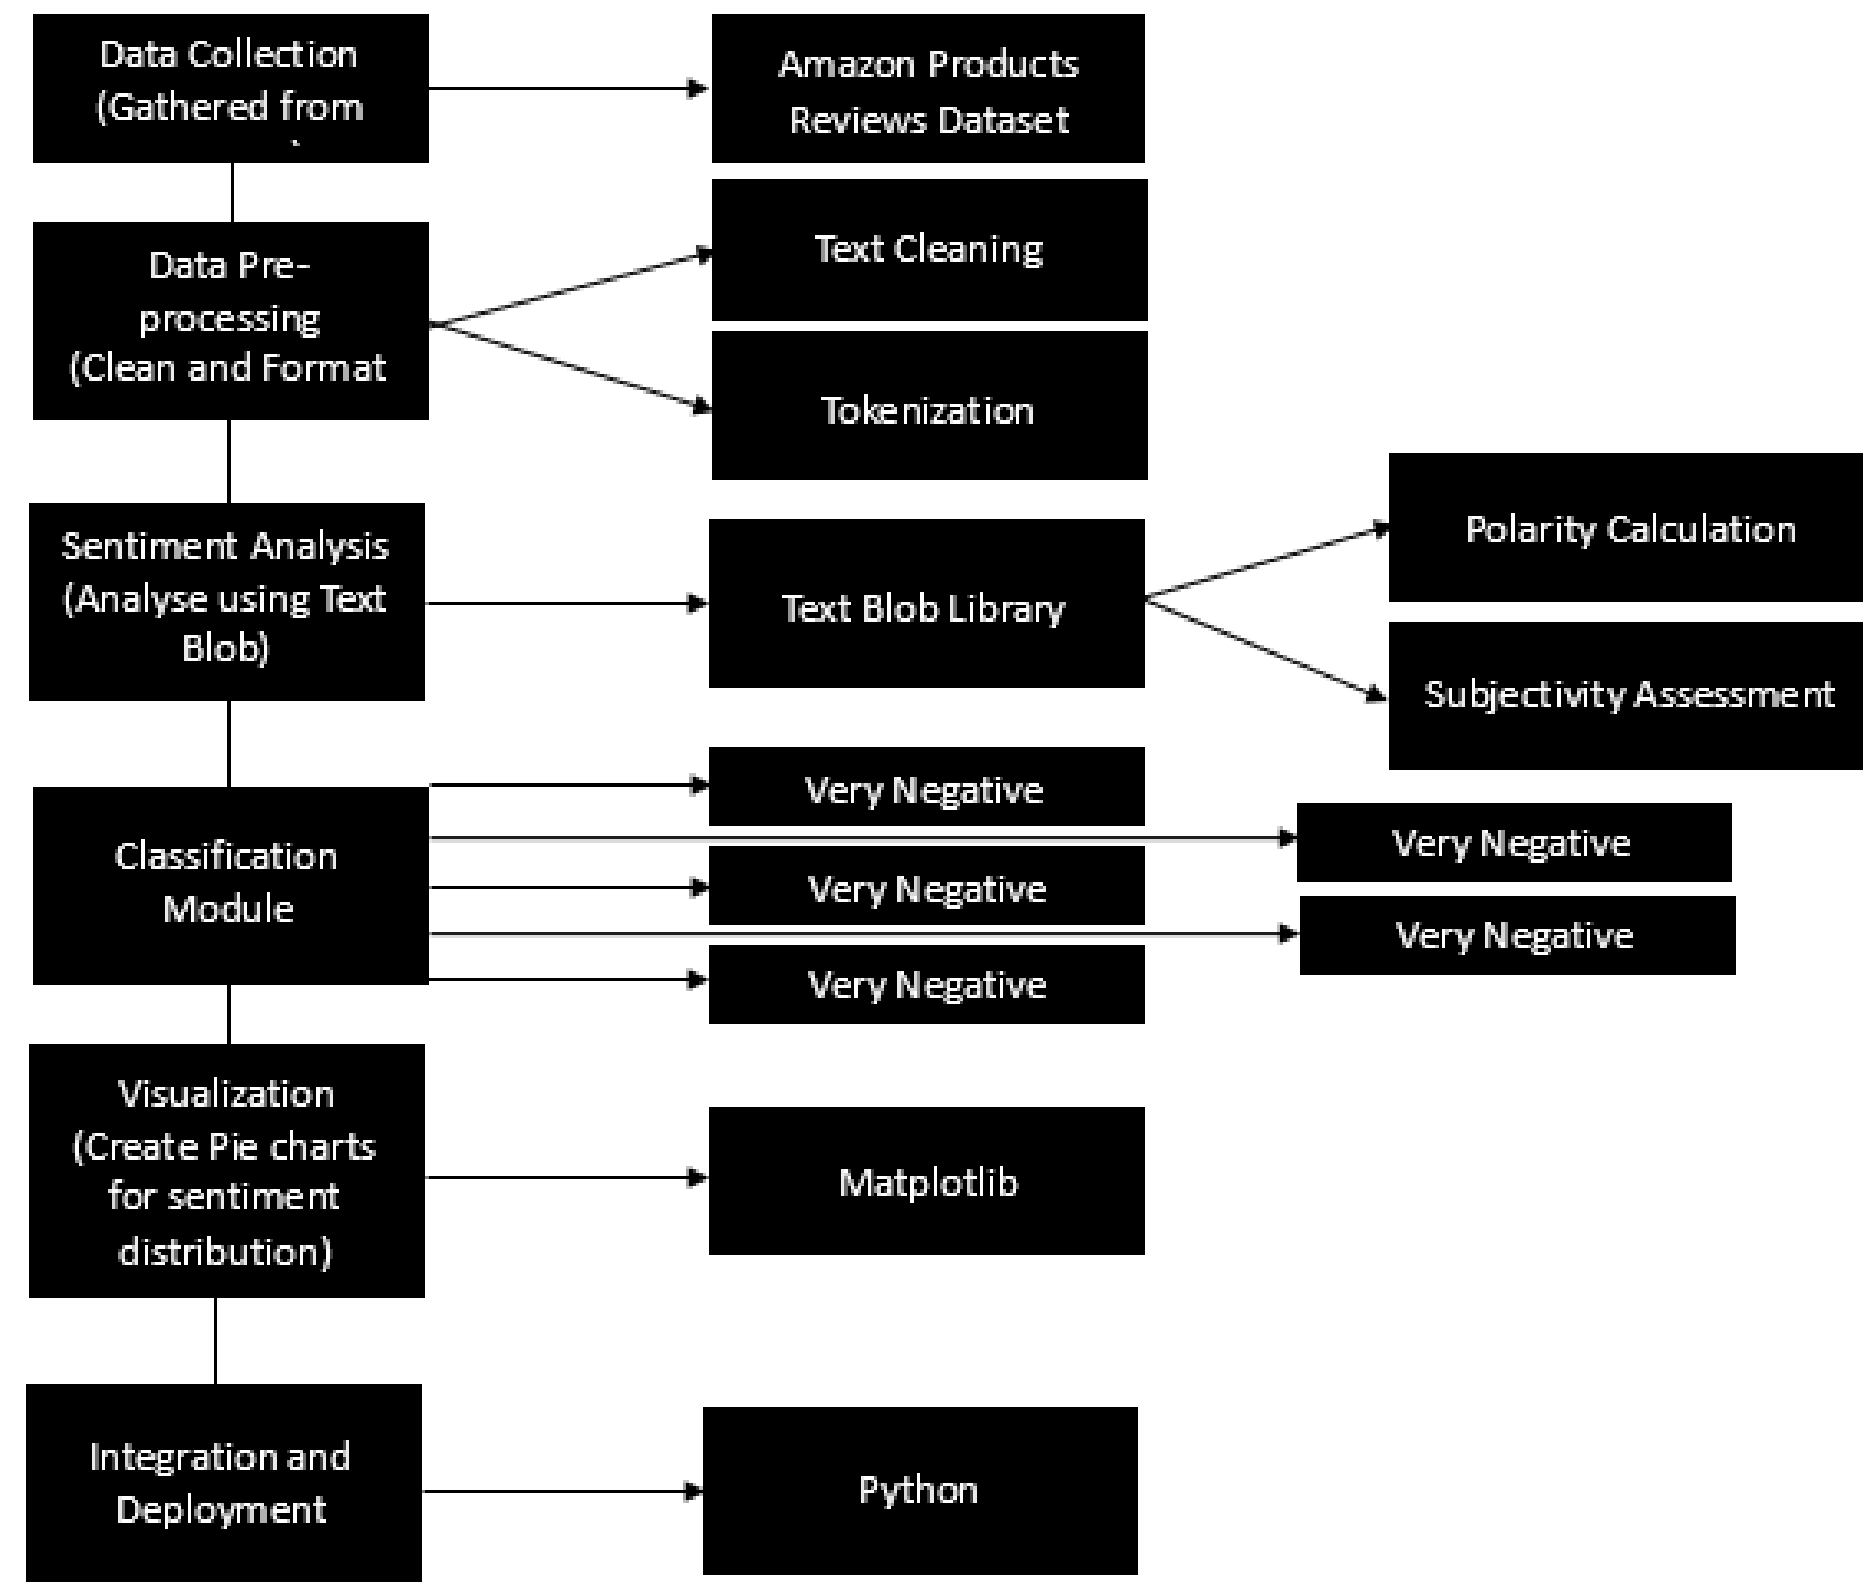 Data Collection
(Gathered from
Amazon Products
Reviews Dataset
Data Pre-
processing
(Clean and Format
Text Cleaning
Tokenization
Sentiment Analysis
(Analyse using Text
Blob)
Text Blob Library
Polarity Calculation
Subjectivity Assessment
Classification
Module
Very Negative
Very Negative
Very Negative
Very Negative
Very Negative
Visualization
(Create Pie charts
for sentiment
distribution)
Matplotlib
Integration and
Deployment
Python